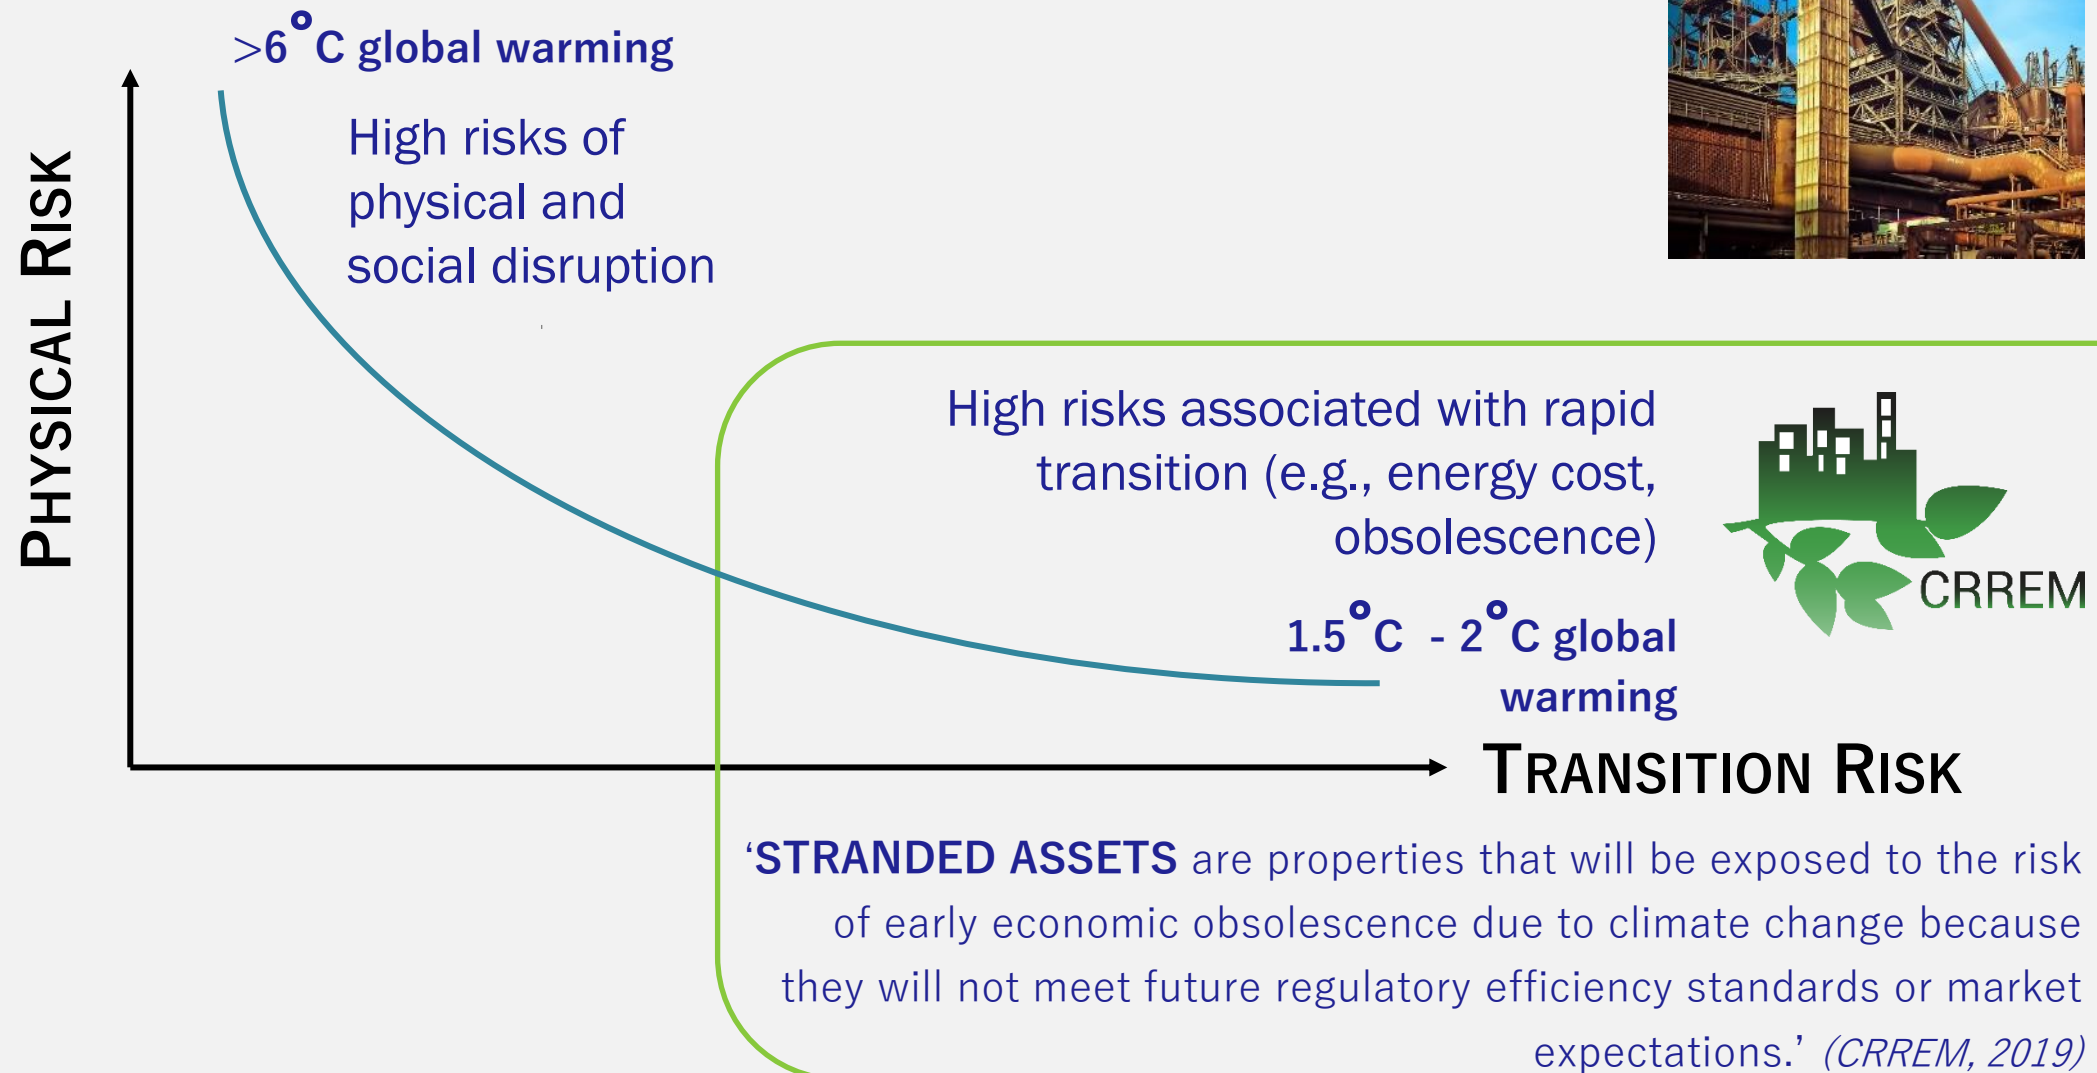 >6°C global warming
High risks of
physical and
social disruption
PHYSICAL RISK
High risks associated with rapid
transition (e.g., energy cost,
obsolescence)
CRREM
1.5°C - 2°C global
warming
TRANSITION RISK
‘STRANDED ASSETS are properties that will be exposed to the risk
of early economic obsolescence due to climate change because
they will not meet future regulatory efficiency standards or market
expectations.’ (CRREM, 2019)